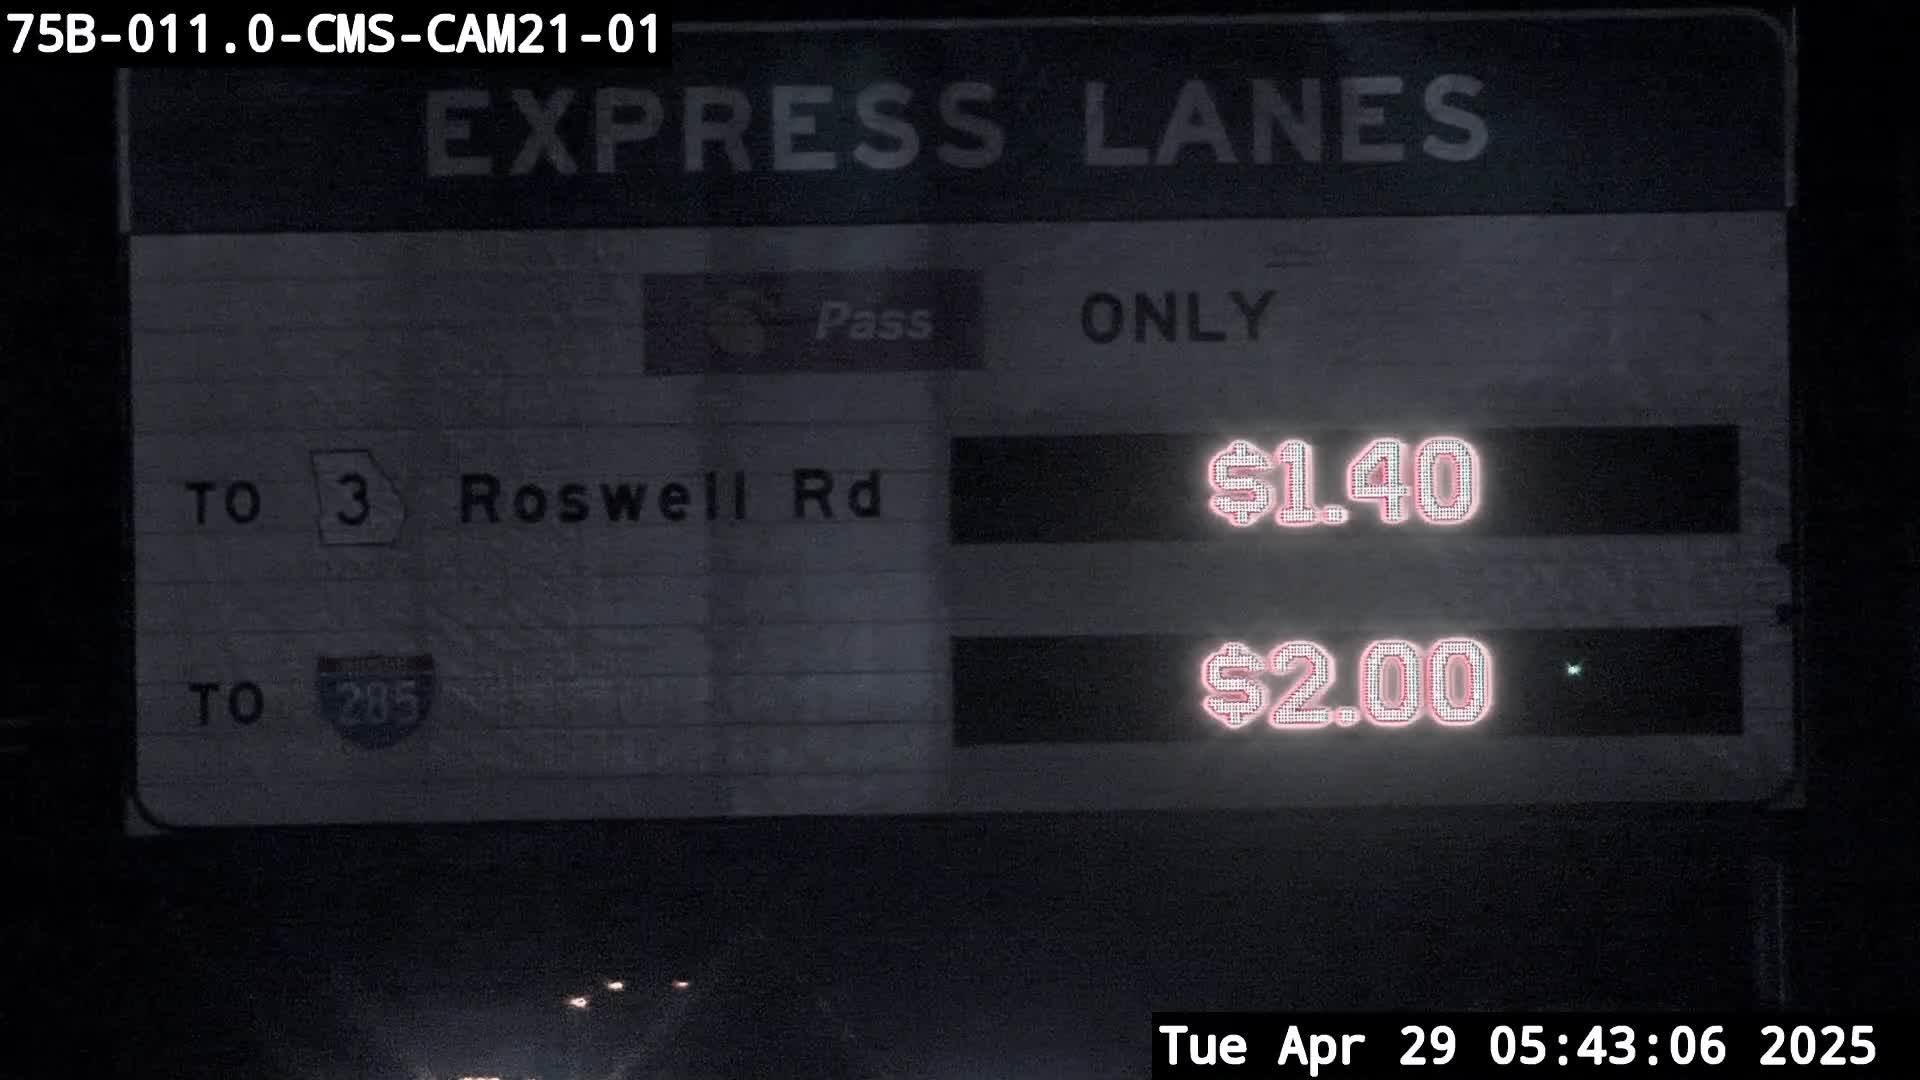 75B-011.0-CMS-CAM21-01
EXPRESS LANES
Pass ONLY
TO 3 Roswell Rd $1.40
TO 285 $2.00
Tue Apr 29 05:43:06 2025